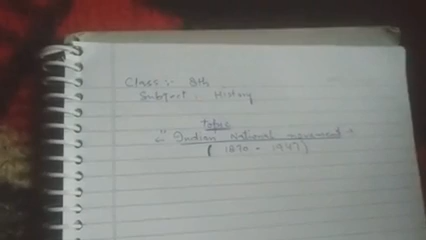 Class :- 8th
Subject : History
Topic
" Indian National movement "
( 1870 - 1947 )